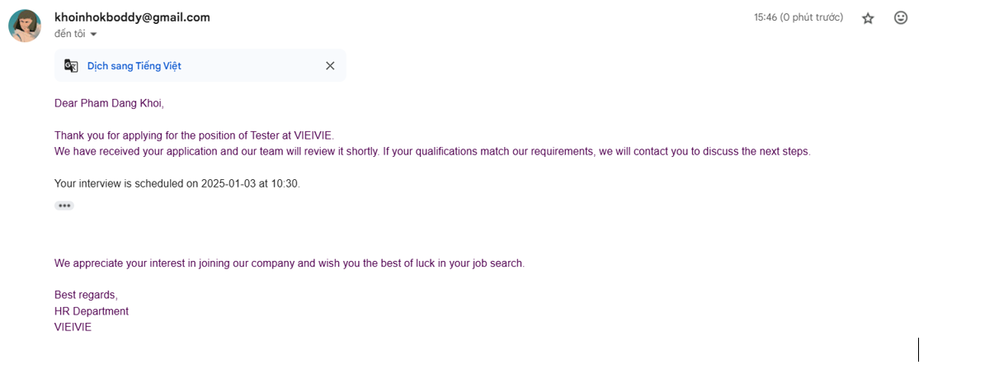 khoinhokboddy@gmail.com
15:46 (0 phút trước)
đến tôi
Dịch sang Tiếng Việt
Dear Pham Dang Khoi,
Thank you for applying for the position of Tester at VIEIVIE.
We have received your application and our team will review it shortly. If your qualifications match our requirements, we will contact you to discuss the next steps.
Your interview is scheduled on 2025-01-03 at 10:30.
We appreciate your interest in joining our company and wish you the best of luck in your job search.
Best regards,
HR Department
VIEIVIE